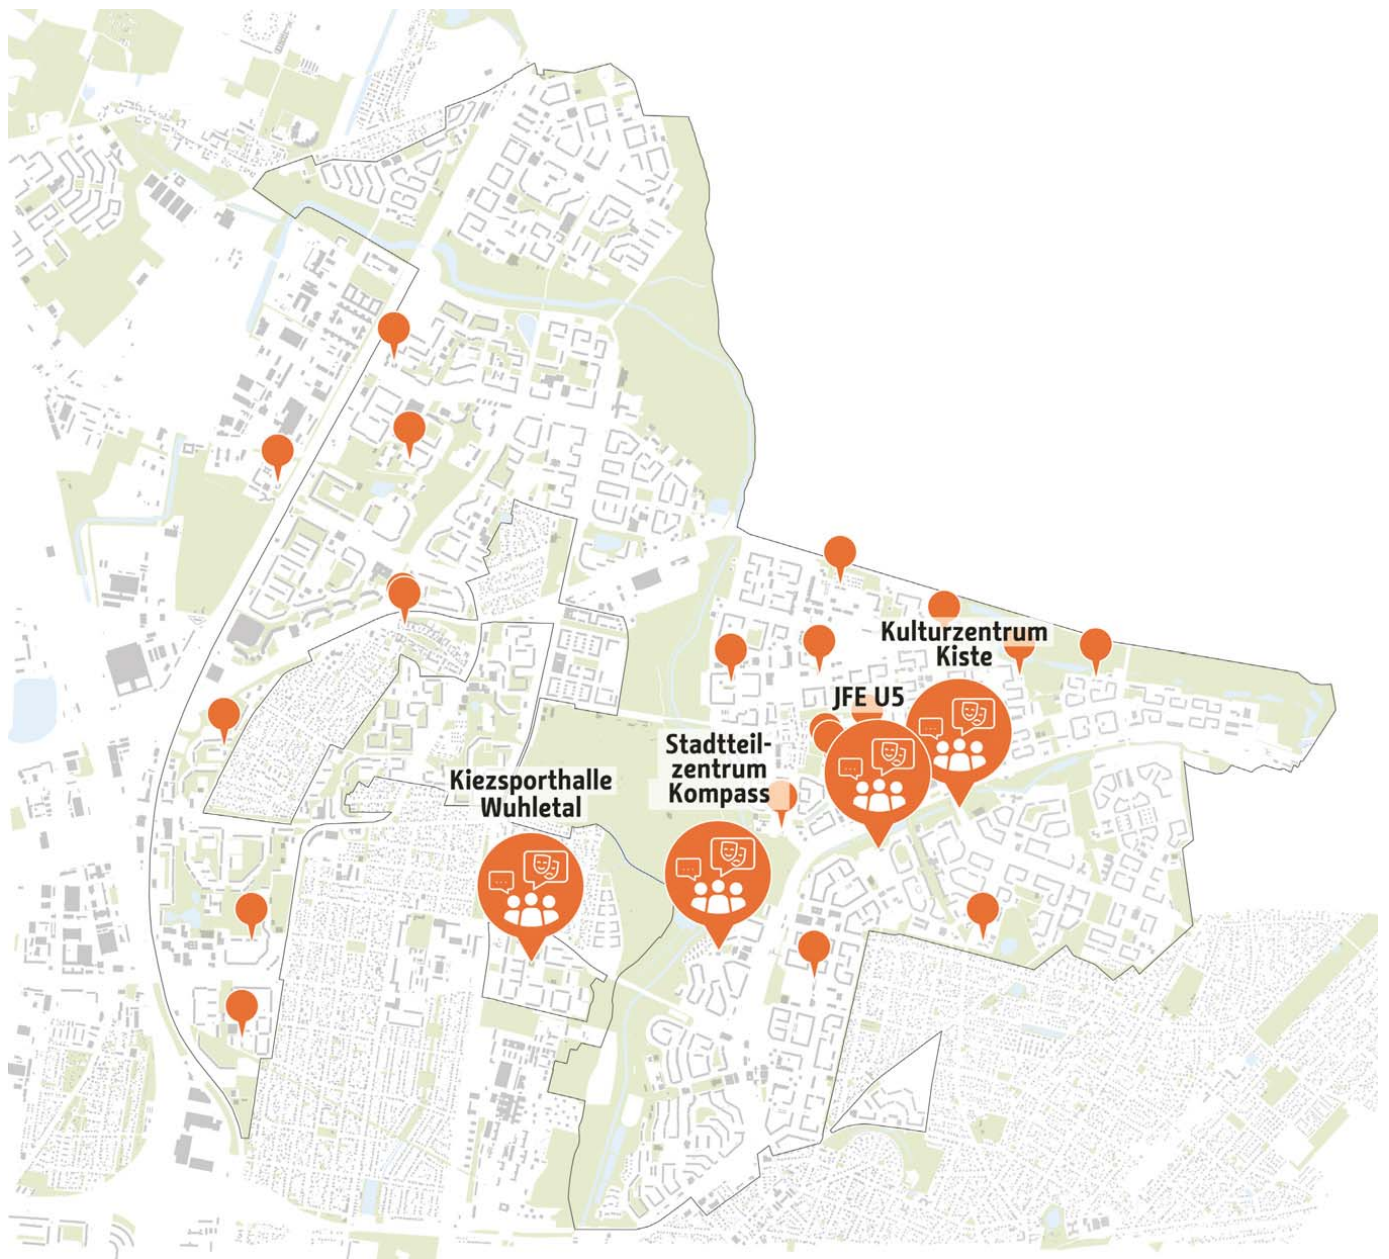 Kulturzentrum
Kiste
JFE U5
Stadtteil-
zentrum
Kompass
Kiezsporthalle
Wuhletal